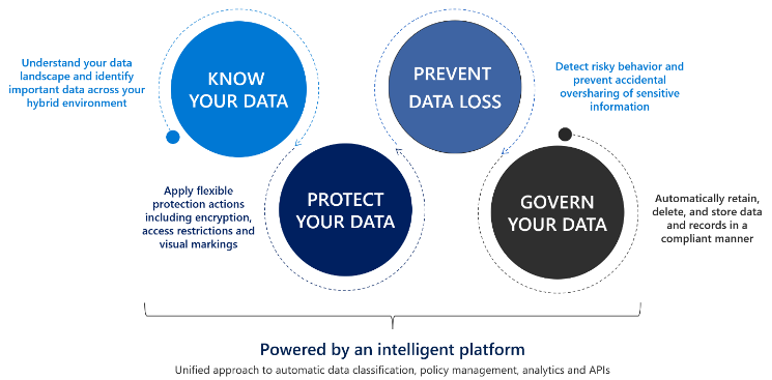 Understand your data
landscape and identify
important data across your
hybrid environment
KNOW
YOUR DATA
Apply flexible
protection actions
including encryption,
access restrictions and
visual markings
PROTECT
YOUR DATA
PREVENT
DATA LOSS
Detect risky behavior and
prevent accidental
oversharing of sensitive
information
GOVERN
YOUR DATA
Automatically retain,
delete, and store data
and records in a
compliant manner
Powered by an intelligent platform
Unified approach to automatic data classification, policy management, analytics and APIs